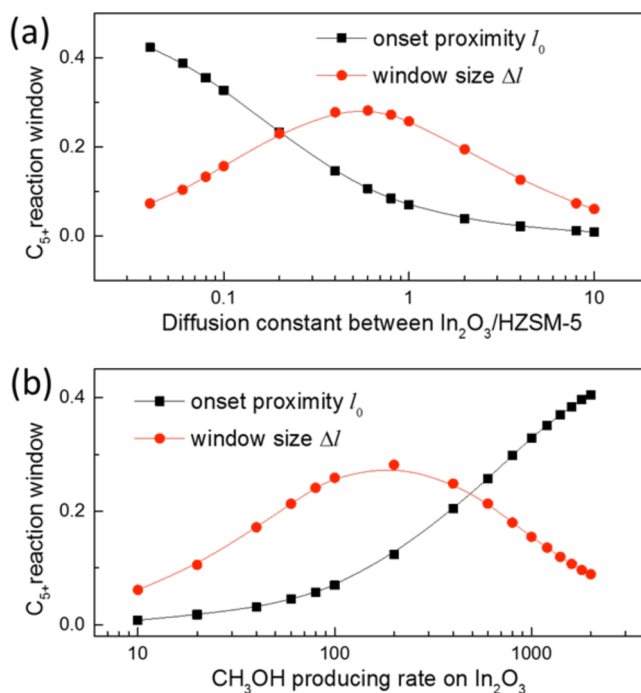 (a)
onset proximity l₀
window size Δl
0.4
0.2
0.0
C₅₊reaction window
0.1
1
10
Diffusion constant between In₂O₃/HZSM-5
(b)
onset proximity l₀
window size Δl
0.4
0.2
0.0
C₅₊reaction window
10
100
1000
CH₃OH producing rate on In₂O₃